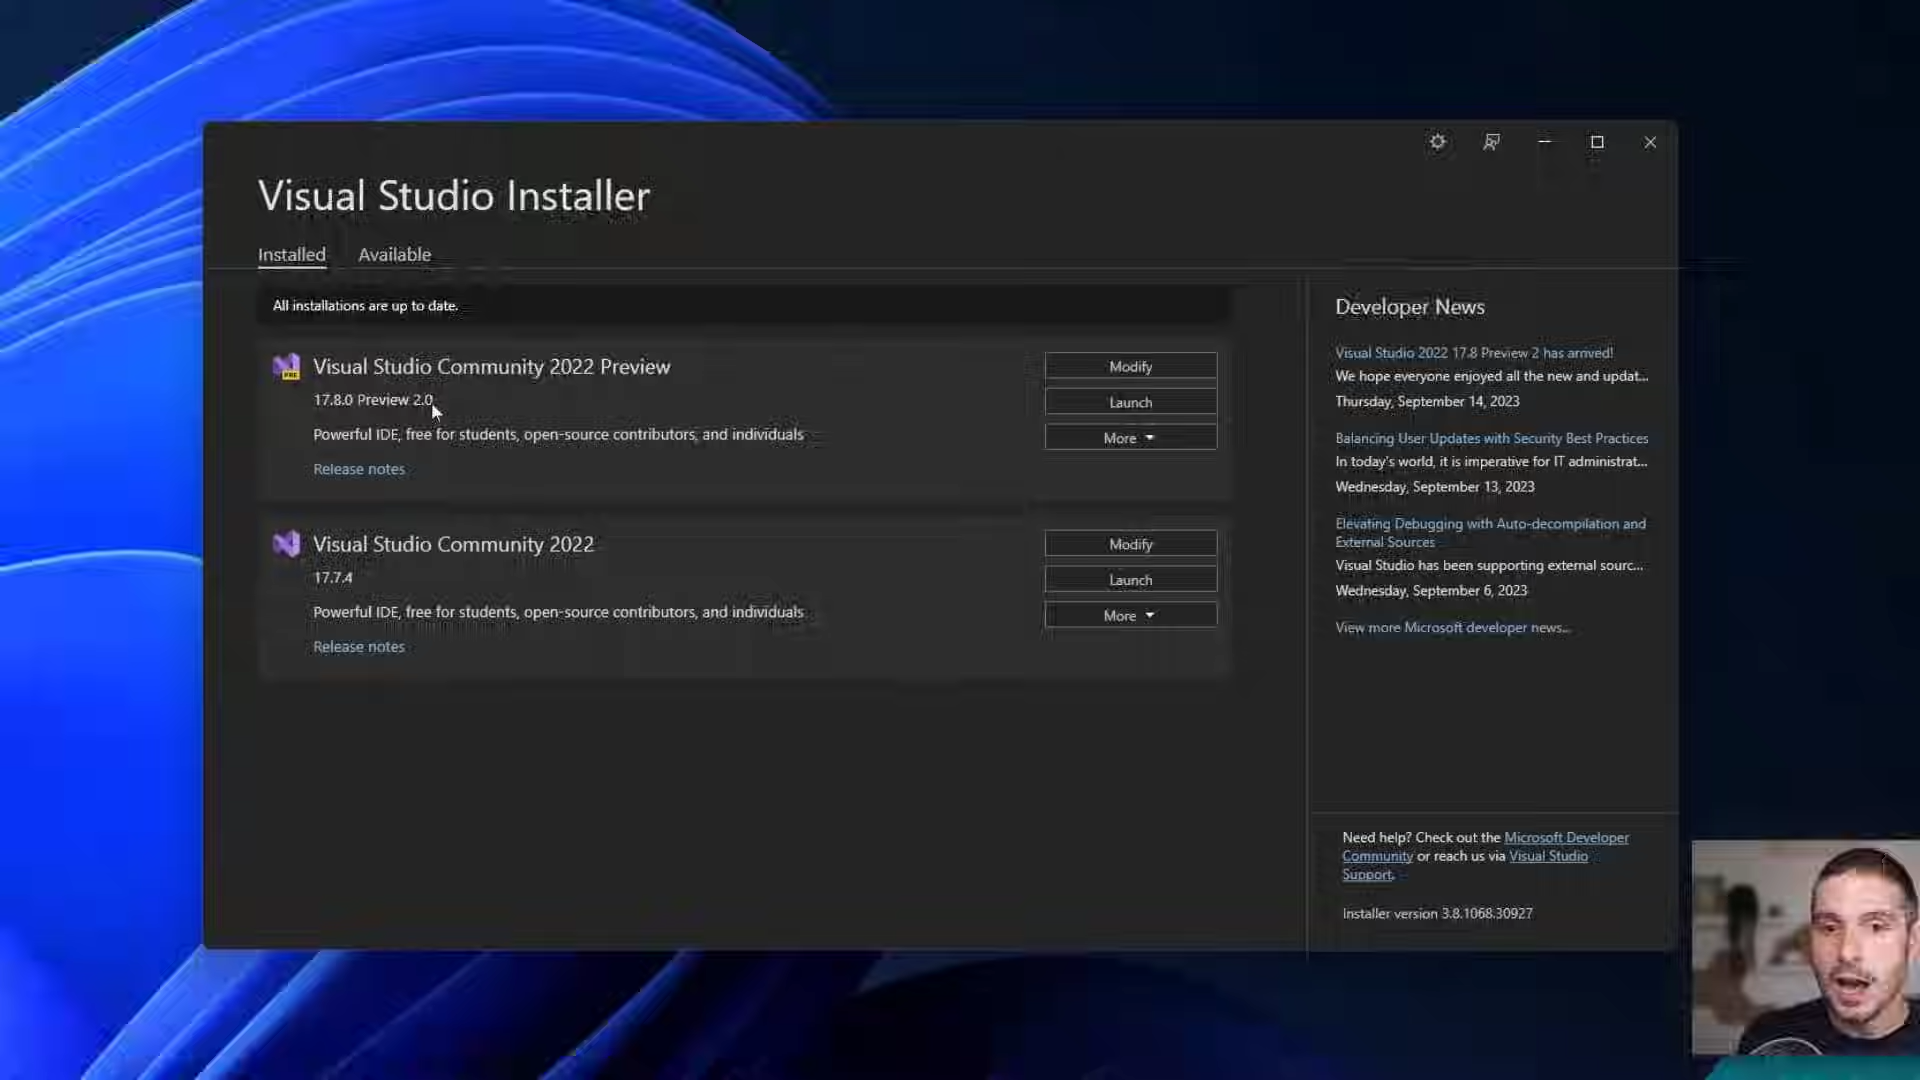 Visual Studio Installer
Installed
Available
All installations are up to date.
PRE
Visual Studio Community 2022 Preview
17.8.0 Preview 2.0
Powerful IDE, free for students, open-source contributors, and individuals
Release notes
Modify
Launch
More
Visual Studio Community 2022
17.7.4
Powerful IDE, free for students, open-source contributors, and individuals
Release notes
Modify
Launch
More
Developer News
Visual Studio 2022 17.8 Preview 2 has arrived!
We hope everyone enjoyed all the new and updat...
Thursday, September 14, 2023
Balancing User Updates with Security Best Practices
In today's world, it is imperative for IT administrat...
Wednesday, September 13, 2023
Elevating Debugging with Auto-decompilation and
External Sources
Visual Studio has been supporting external sourc...
Wednesday, September 6, 2023
View more Microsoft developer news...
Need help? Check out the Microsoft Developer
Community or reach us via Visual Studio
Support.
Installer version 3.8.1068.30927